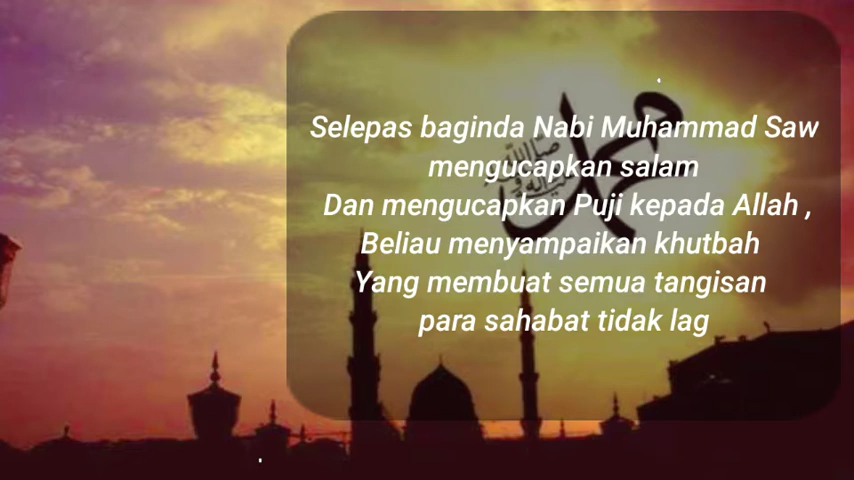 Selepas baginda Nabi Muhammad Saw
mengucapkan salam
Dan mengucapkan Puji kepada Allah ,
Beliau menyampaikan khutbah
Yang membuat semua tangisan
para sahabat tidak lag
محمد